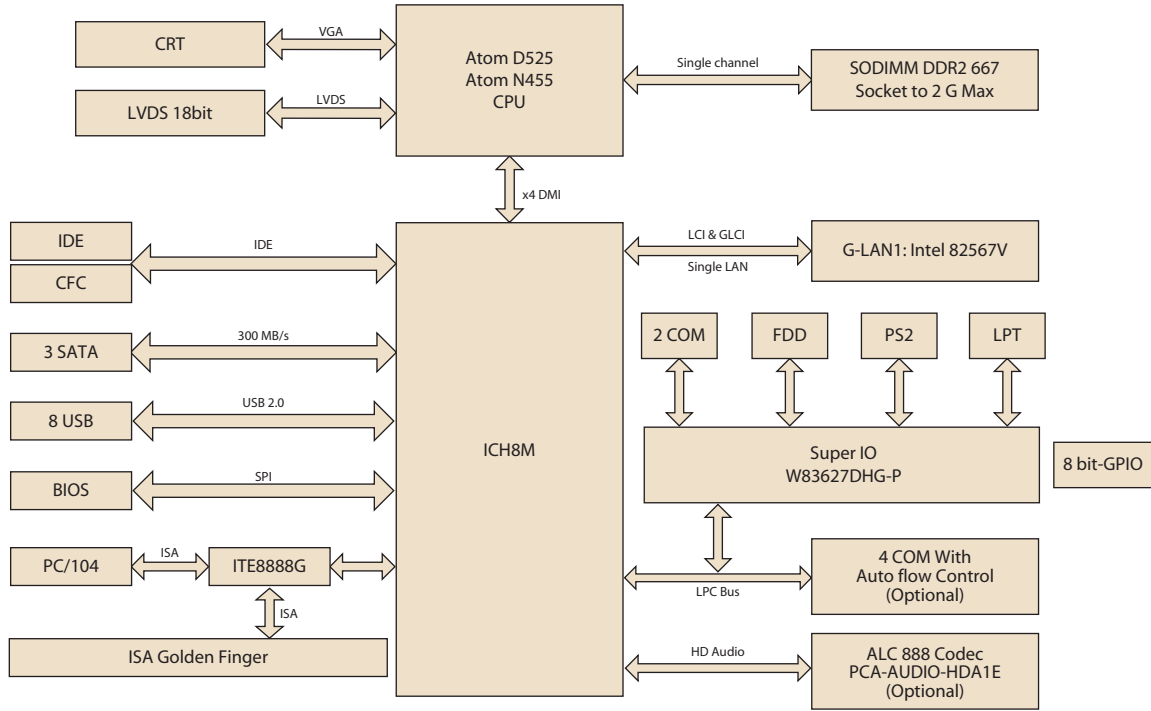 CRT
VGA
Atom D525
Atom N455
CPU
Single channel
SODIMM DDR2 667
Socket to 2 G Max
LVDS 18bit
LVDS
x4 DMI
IDE
CFC
IDE
LCI & GLCI
Single LAN
G-LAN1: Intel 82567V
3 SATA
300 MB/s
2 COM
FDD
PS2
LPT
8 USB
USB 2.0
ICH8M
Super IO
W83627DHG-P
8 bit-GPIO
BIOS
SPI
PC/104
ISA
ITE8888G
ISA
ISA Golden Finger
LPC Bus
4 COM With
Auto flow Control
(Optional)
HD Audio
ALC 888 Codec
PCA-AUDIO-HDA1E
(Optional)